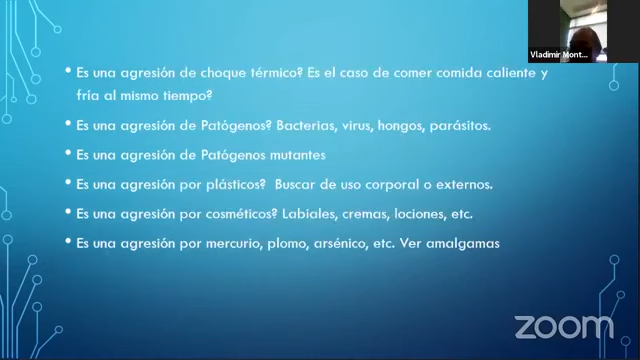 Vladimir Mont...
• Es una agresión de choque térmico? Es el caso de comer comida caliente y
fría al mismo tiempo?
• Es una agresión de Patógenos? Bacterias, virus, hongos, parásitos.
• Es una agresión de Patógenos mutantes
• Es una agresión por plásticos?  Buscar de uso corporal o externos.
• Es una agresión por cosméticos? Labiales, cremas, lociones, etc.
• Es una agresión por mercurio, plomo, arsénico, etc. Ver amalgamas
zoom